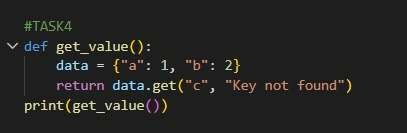 #TASK4
def get_value():
    data = {"a": 1, "b": 2}
    return data.get("c", "Key not found")
print(get_value())